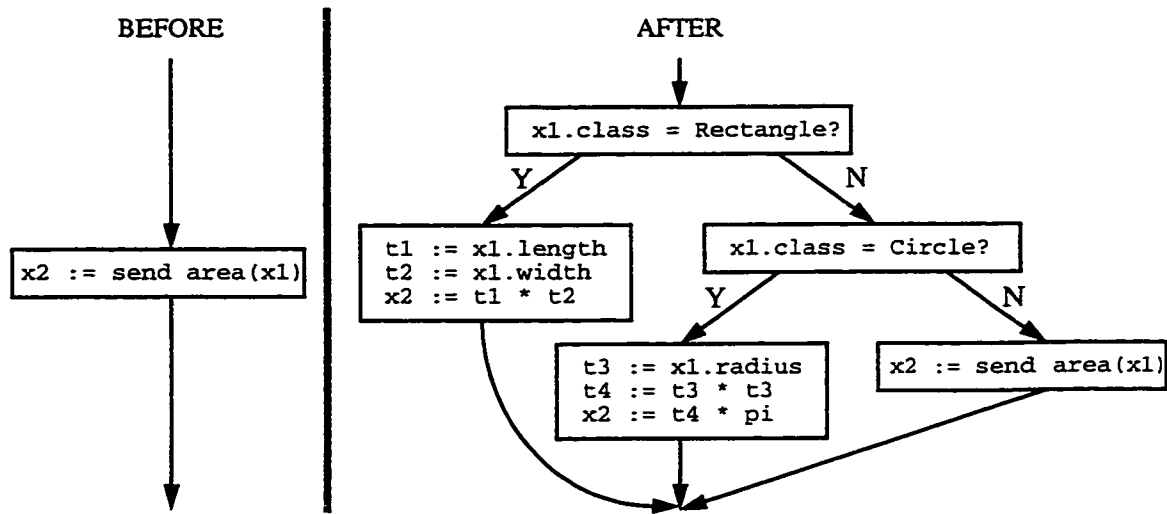 BEFORE
x2 := send area(x1)
AFTER
x1.class = Rectangle?
Y
N
t1 := x1.length
t2 := x1.width
x2 := t1 * t2
x1.class = Circle?
Y
N
t3 := x1.radius
t4 := t3 * t3
x2 := t4 * pi
x2 := send area(x1)